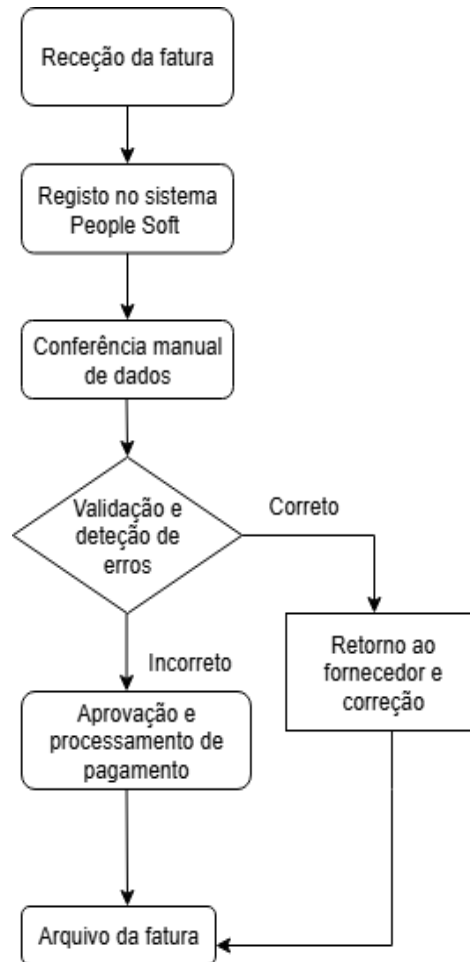 Receção da fatura
Registo no sistema
People Soft
Conferência manual
de dados
Validação e
deteção de
erros
Correto
Incorreto
Retorno ao
fornecedor e
correção
Aprovação e
processamento de
pagamento
Arquivo da fatura